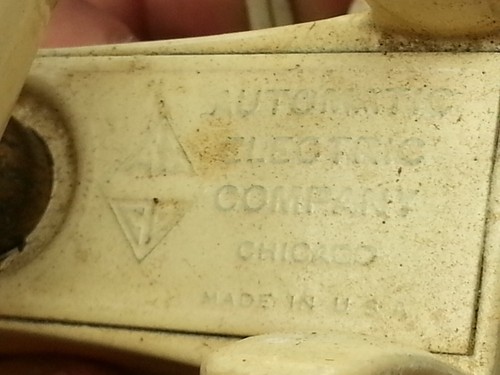 AUTOMATIC
ELECTRIC
COMPANY
CHICAGO
MADE IN U.S.A.